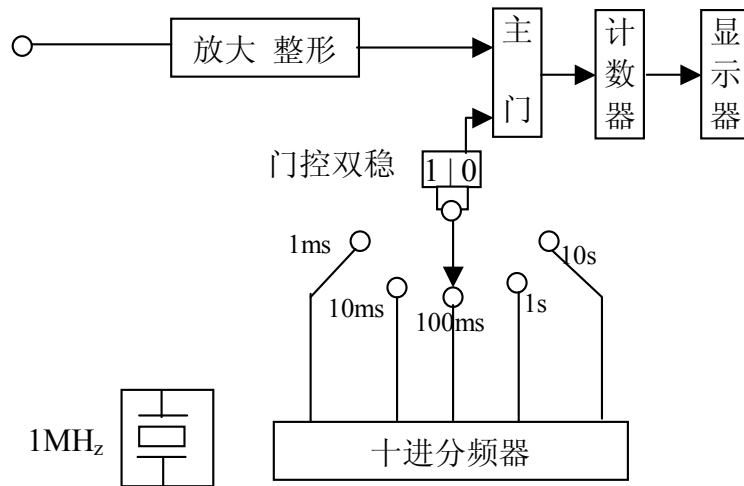 放大 整形
主门
计数器
显示器
门控双稳
1 | 0
1ms
10ms
100ms
1s
10s
1MHz
十进分频器